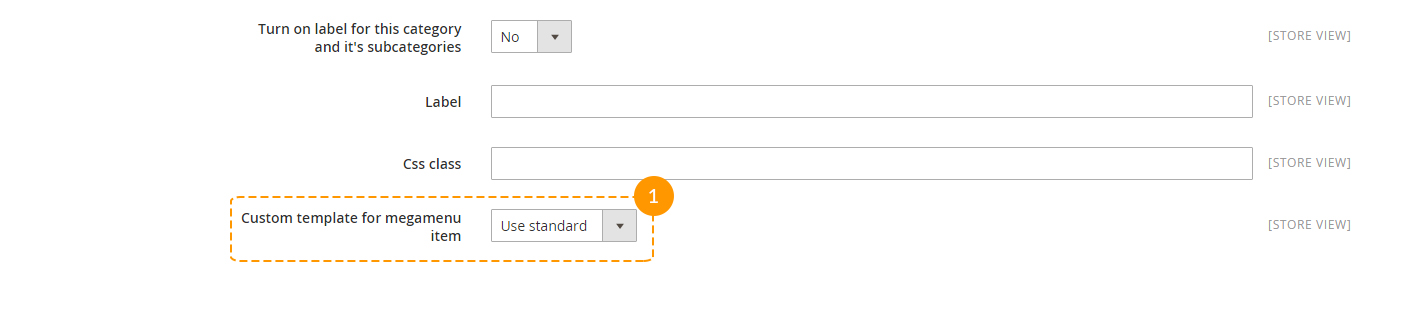 Turn on label for this category
and it's subcategories
No
[STORE VIEW]
Label
[STORE VIEW]
Css class
[STORE VIEW]
1
Custom template for megamenu
item
Use standard
[STORE VIEW]